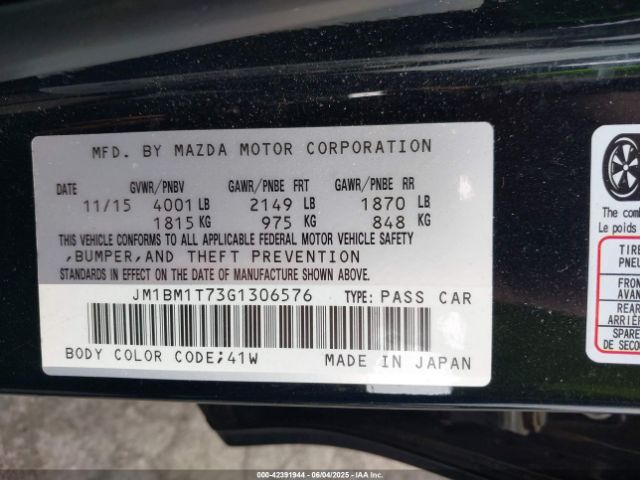 MFD. BY MAZDA MOTOR CORPORATION
DATE GVWR/PNBV GAWR/PNBE FRT GAWR/PNBE RR
11/15 4001 LB 2149 LB 1870 LB
1815 KG 975 KG 848 KG
THIS VEHICLE CONFORMS TO ALL APPLICABLE FEDERAL MOTOR VEHICLE SAFETY
,BUMPER,AND THEFT PREVENTION
STANDARDS IN EFFECT ON THE DATE OF MANUFACTURE SHOWN ABOVE.
JM1BM1T73G1306576 TYPE: PASS CAR
BODY COLOR CODE;41W MADE IN JAPAN
The comb
Le poids
TIRE
PNEU
FRON
AVAN
REAR
ARRIÈR
SPARE
DE SECOU
000-42391944 - 06/04/2025 - IAAI, Inc.